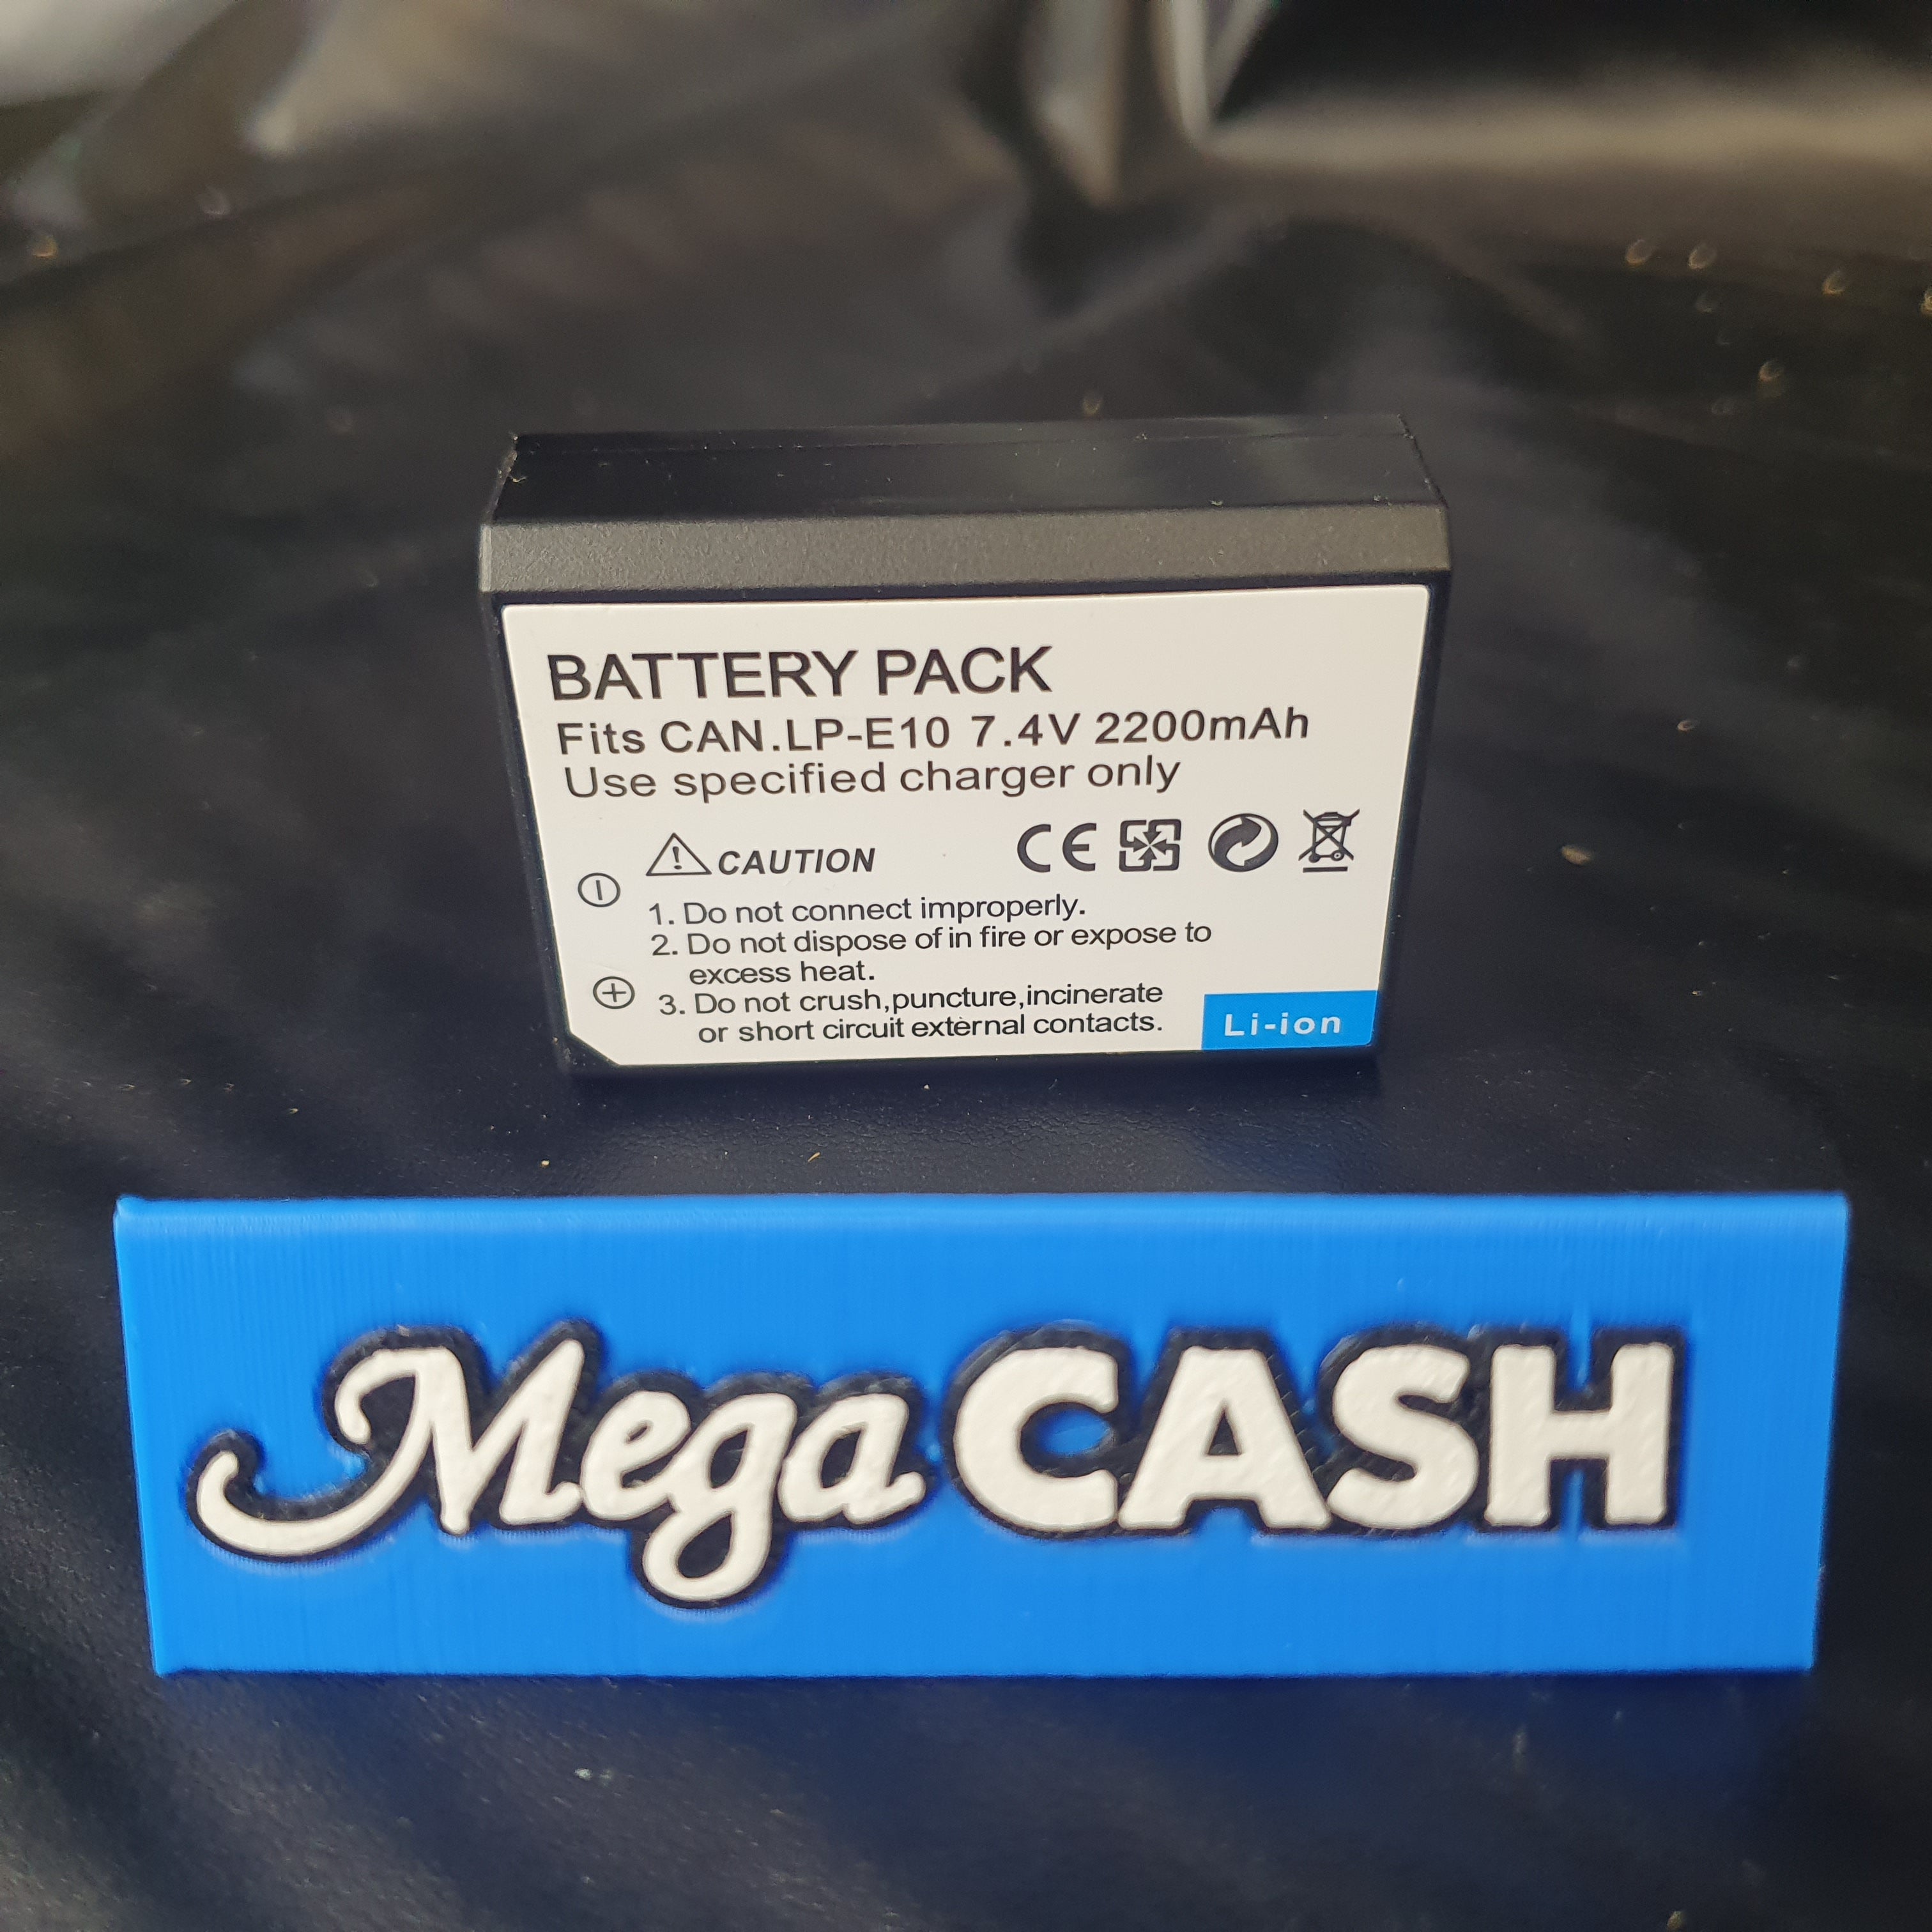 BATTERY PACK
Fits CAN.LP-E10 7.4V 2200mAh
Use specified charger only
CAUTION
CE
1. Do not connect improperly.
2. Do not dispose of in fire or expose to
excess heat.
3. Do not crush,puncture,incinerate
or short circuit external contacts.
Li-ion
Mega CASH